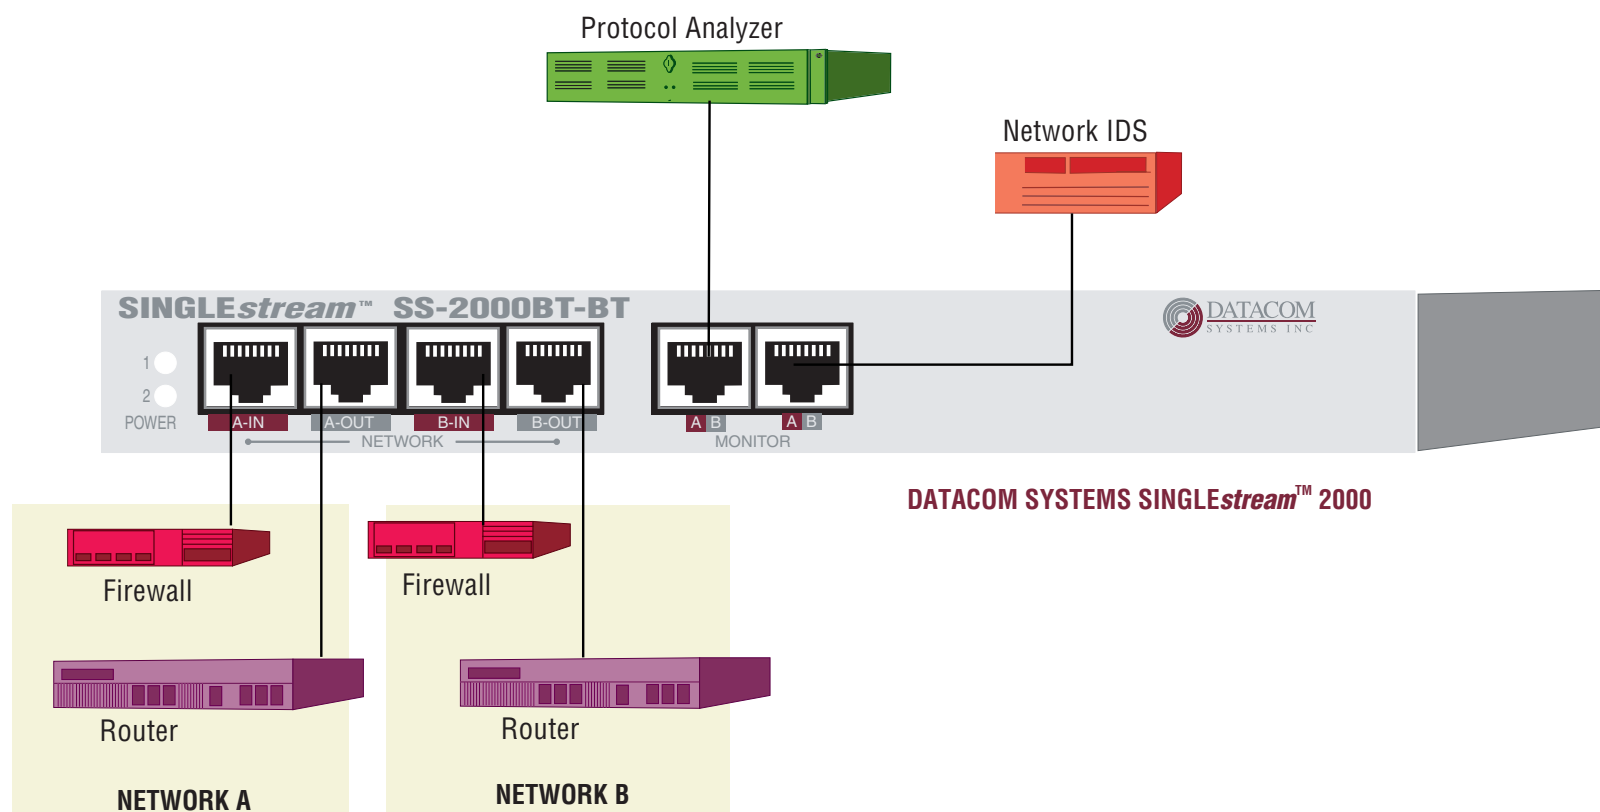 Protocol Analyzer
Network IDS
SINGLEstream™ SS-2000BT-BT
DATACOM
SYSTEMS INC
1
2
POWER
A-IN
A-OUT
B-IN
B-OUT
A B
A B
NETWORK
MONITOR
DATACOM SYSTEMS SINGLEstream™ 2000
Firewall
Firewall
Router
Router
NETWORK A
NETWORK B